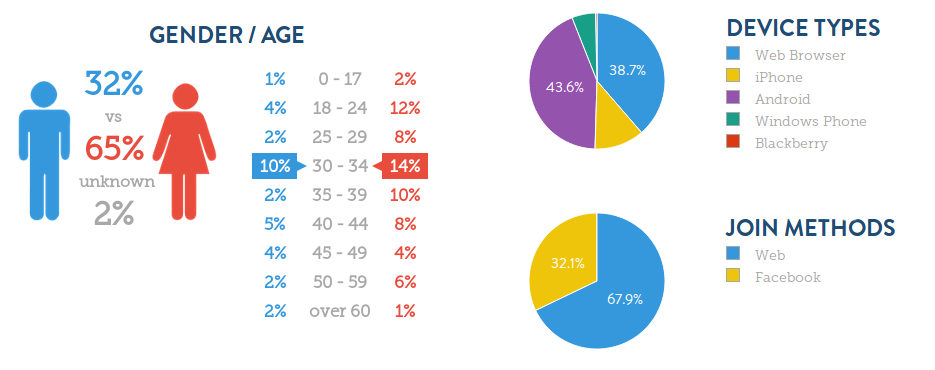 GENDER / AGE
32%
vs
65%
unknown
2%
1% 0 - 17 2%
4% 18 - 24 12%
2% 25 - 29 8%
10% 30 - 34 14%
2% 35 - 39 10%
5% 40 - 44 8%
4% 45 - 49 4%
2% 50 - 59 6%
2% over 60 1%
38.7%
43.6%
DEVICE TYPES
Web Browser
iPhone
Android
Windows Phone
Blackberry
32.1%
67.9%
JOIN METHODS
Web
Facebook